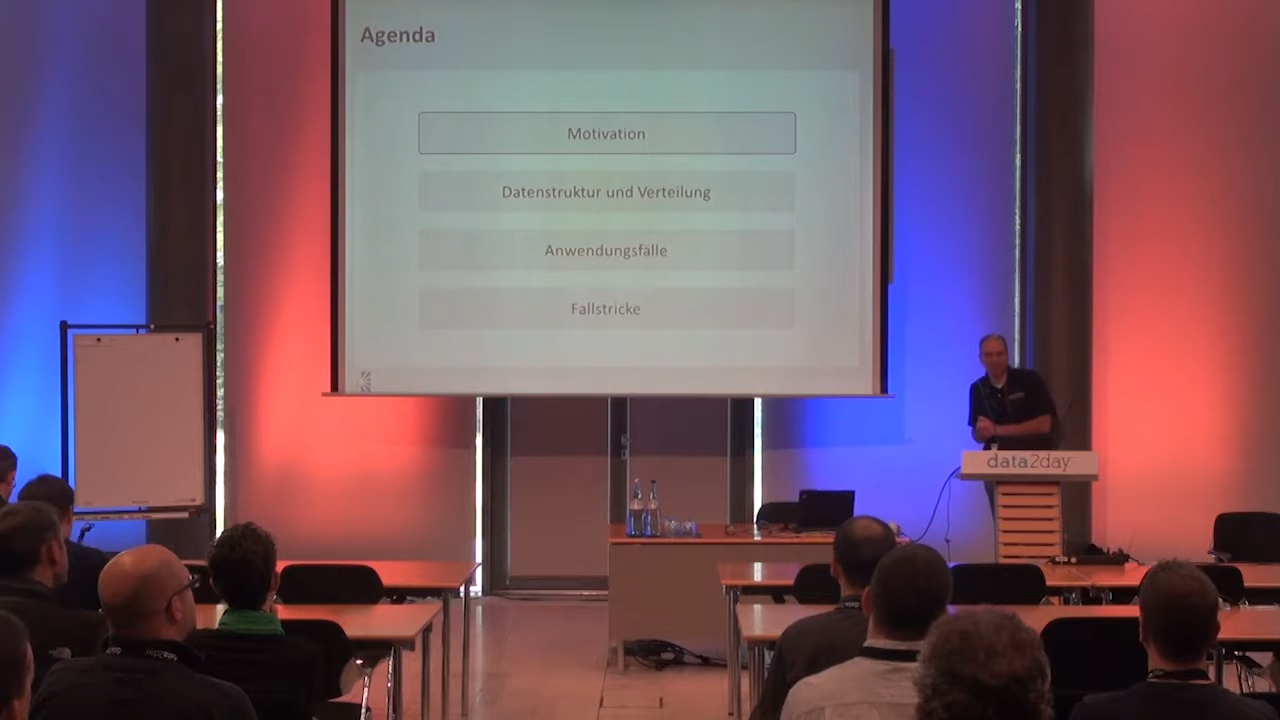 Agenda
Motivation
Datenstruktur und Verteilung
Anwendungsfälle
Fallstricke
data2day